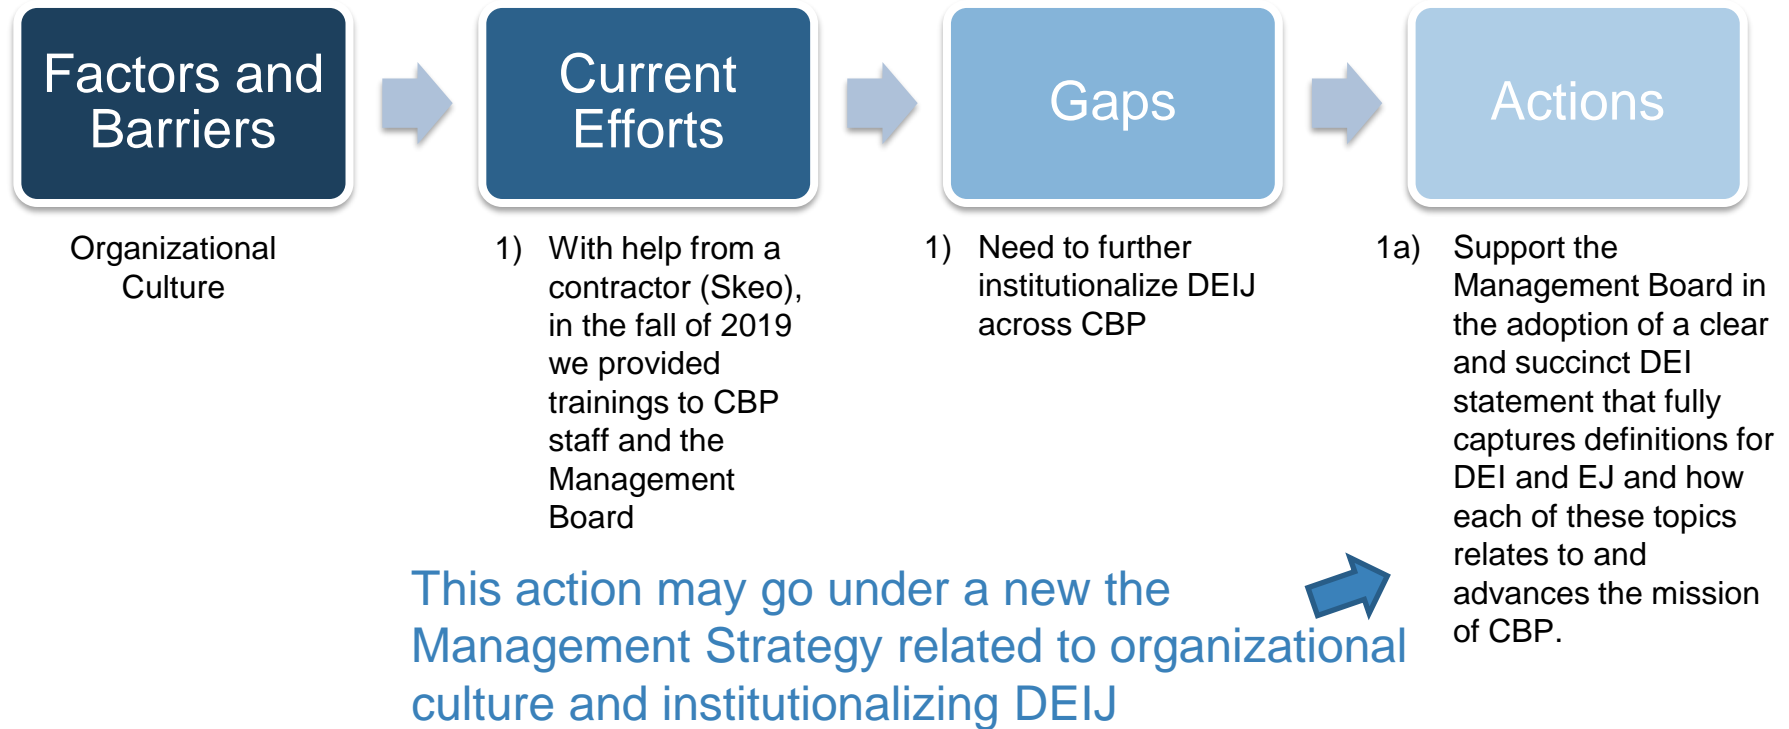 Factors and
Barriers
Current
Efforts
Gaps
Actions
Organizational
Culture
1) With help from a
contractor (Skeo),
in the fall of 2019
we provided
trainings to CBP
staff and the
Management
Board
1) Need to further
institutionalize DEIJ
across CBP
1a) Support the
Management Board in
the adoption of a clear
and succinct DEI
statement that fully
captures definitions for
DEI and EJ and how
each of these topics
relates to and
advances the mission
of CBP.
This action may go under a new the
Management Strategy related to organizational
culture and institutionalizing DEIJ